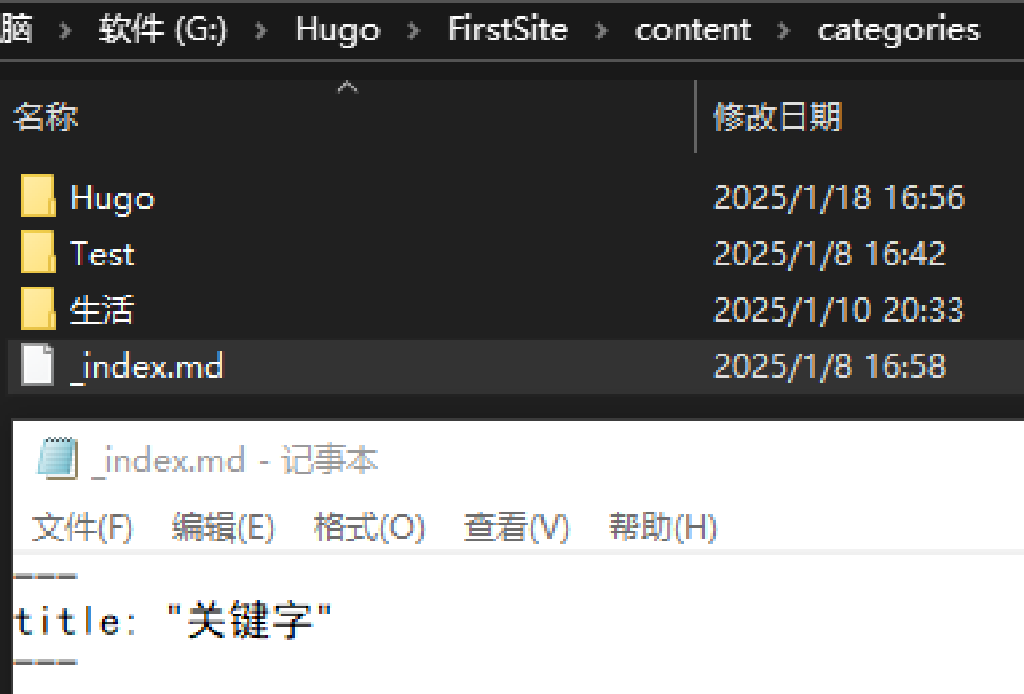 脑 > 软件 (G:) > Hugo > FirstSite > content > categories
名称 修改日期
Hugo 2025/1/18 16:56
Test 2025/1/8 16:42
生活 2025/1/10 20:33
_index.md 2025/1/8 16:58
_index.md - 记事本
文件(F) 编辑(E) 格式(O) 查看(V) 帮助(H)
---
title: "关键字"
---